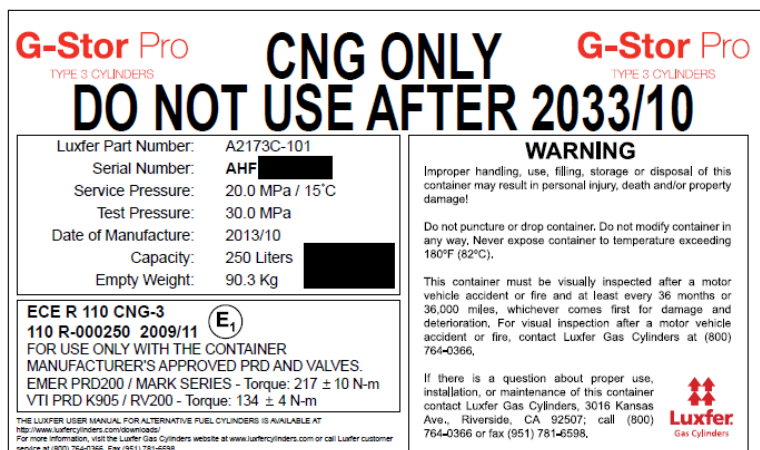 G-Stor Pro
TYPE 3 CYLINDERS
CNG ONLY
G-Stor Pro
TYPE 3 CYLINDERS
DO NOT USE AFTER 2033/10
Luxfer Part Number: A2173C-101
Serial Number: AHF
Service Pressure: 20.0 MPa / 15°C
Test Pressure: 30.0 MPa
Date of Manufacture: 2013/10
Capacity: 250 Liters
Empty Weight: 90.3 Kg
ECE R 110 CNG-3
110 R-000250 2009/11
E1
FOR USE ONLY WITH THE CONTAINER
MANUFACTURER'S APPROVED PRD AND VALVES.
EMER PRD200 / MARK SERIES - Torque: 217 ± 10 N-m
VTI PRD K905 / RV200 - Torque: 134 ± 4 N-m
THE LUXFER USER MANUAL FOR ALTERNATIVE FUEL CYLINDERS IS AVAILABLE AT
http://www.luxfercylinders.com/downloads/
For more information, visit the Luxfer Gas Cylinders website at www.luxfercylinders.com or call Luxfer customer
service at (800) 764-0366, Fax (951) 781-6598
WARNING
Improper handling, use, filling, storage or disposal of this
container may result in personal injury, death and/or property
damage!
Do not puncture or drop container. Do not modify container in
any way. Never expose container to temperature exceeding
180°F (82°C).
This container must be visually inspected after a motor
vehicle accident or fire and at least every 36 months or
36,000 miles, whichever comes first for damage and
deterioration. For visual inspection after a motor vehicle
accident or fire, contact Luxfer Gas Cylinders at (800)
764-0366.
If there is a question about proper use,
installation, or maintenance of this container
contact Luxfer Gas Cylinders, 3016 Kansas
Ave., Riverside, CA 92507; call (800)
764-0366 or fax (951) 781-6598.
Luxfer
Gas Cylinders